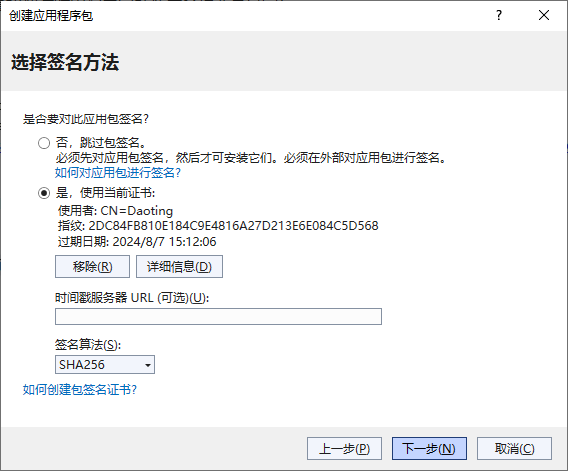 创建应用程序包
?
选择签名方法
是否要对此应用包签名?
否，跳过包签名。
必须先对应用包签名，然后才可安装它们。必须在外部对应用包进行签名。
如何对应用包进行签名?
是，使用当前证书:
使用者: CN=Daoting
指纹: 2DC84FB810E184C9E4816A27D213E6E084C5D568
过期日期: 2024/8/7 15:12:06
移除(R) 详细信息(D)
时间戳服务器 URL (可选)(U):
签名算法(S):
SHA256
如何创建包签名证书?
上一步(P) 下一步(N) 取消(C)